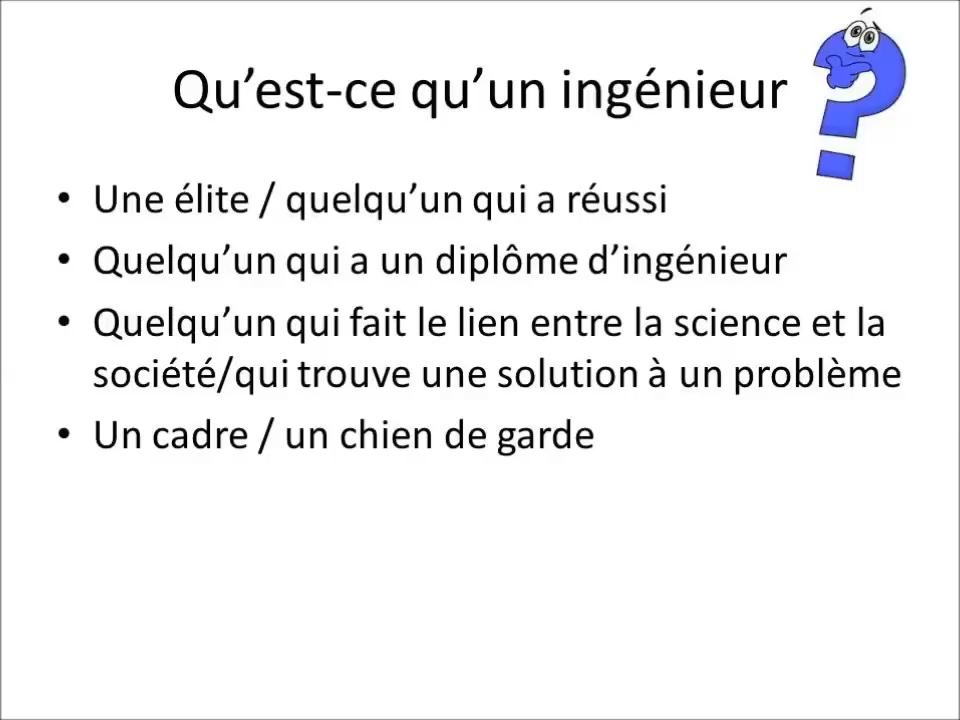 Qu’est-ce qu’un ingénieur
• Une élite / quelqu’un qui a réussi
• Quelqu’un qui a un diplôme d’ingénieur
• Quelqu’un qui fait le lien entre la science et la
société/qui trouve une solution à un problème
• Un cadre / un chien de garde